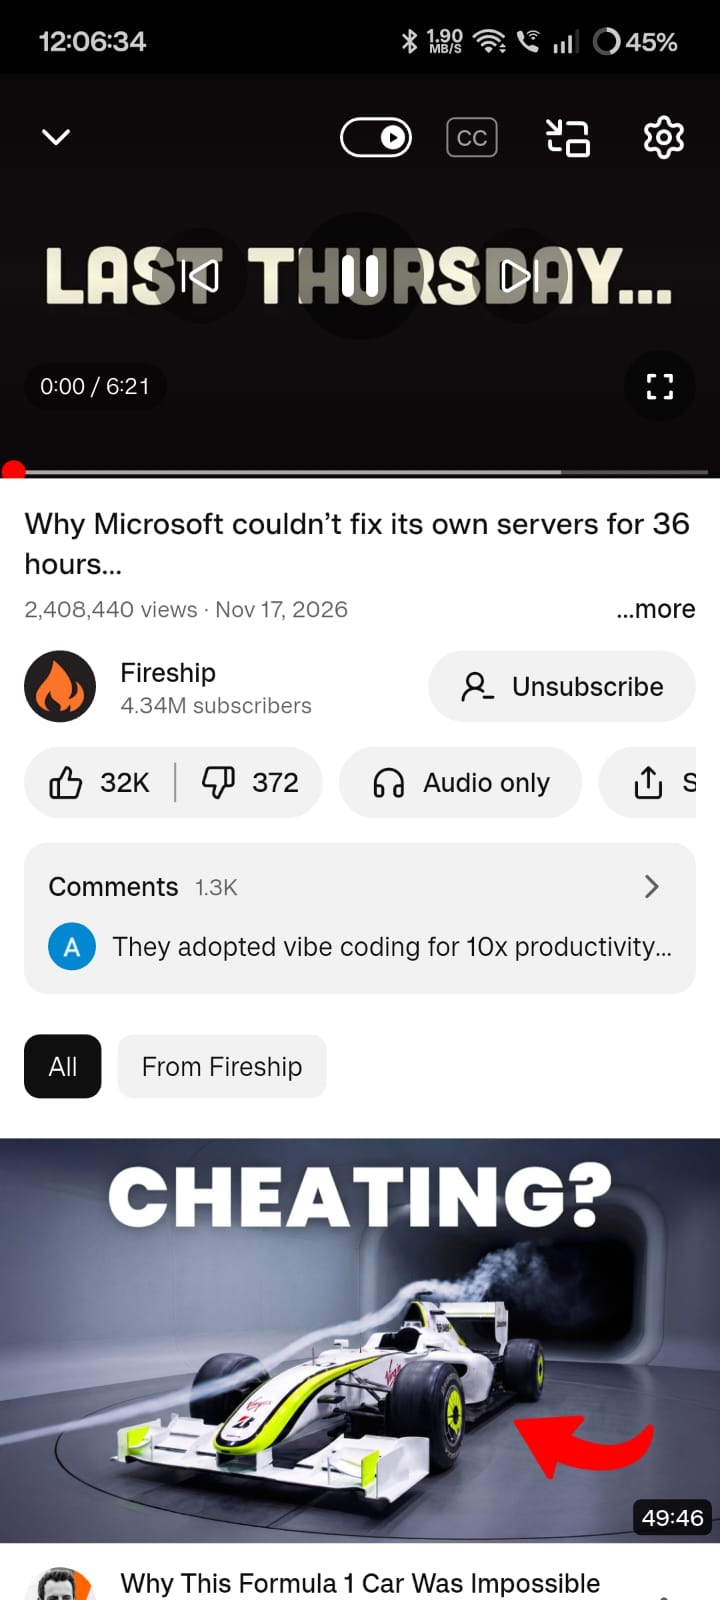 12:06:34
1.90 MB/S
45%
CC
LAST THURSDAY...
0:00 / 6:21
Why Microsoft couldn’t fix its own servers for 36
hours...
2,408,440 views · Nov 17, 2026
...more
Fireship
4.34M subscribers
Unsubscribe
32K
372
Audio only
S
Comments 1.3K
A
They adopted vibe coding for 10x productivity...
All
From Fireship
CHEATING?
Virgin
49:46
Why This Formula 1 Car Was Impossible